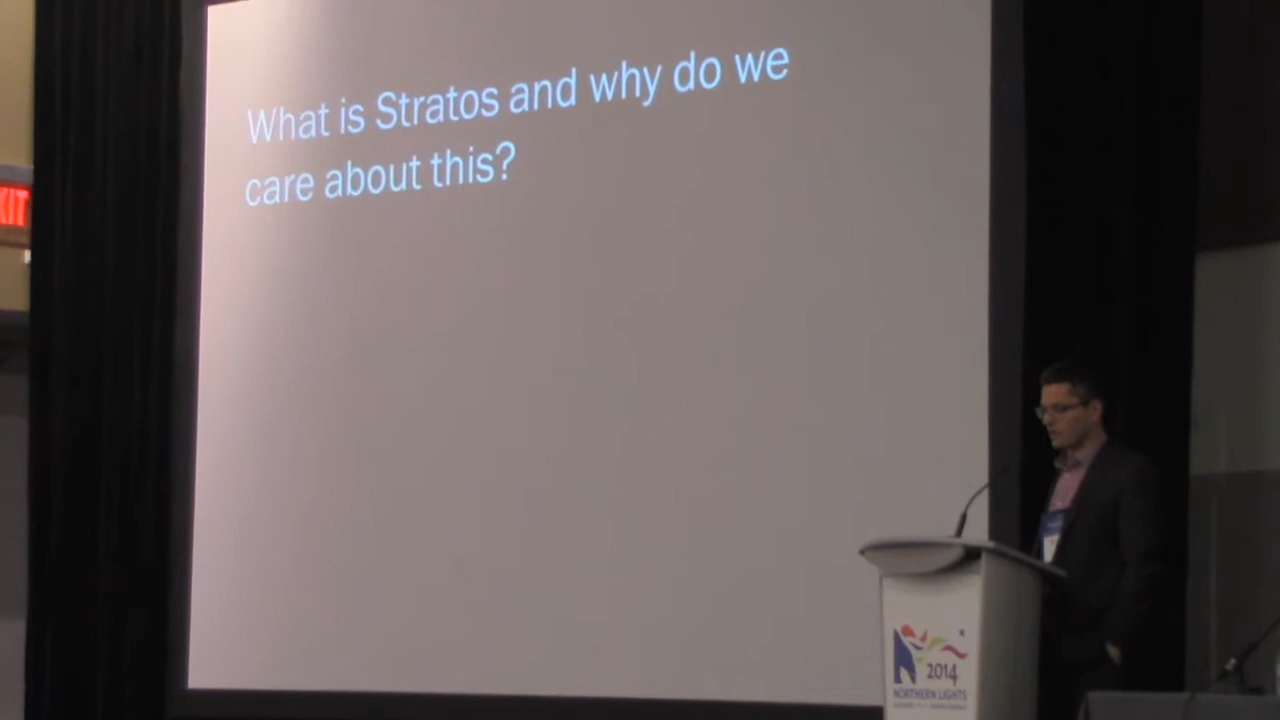 What is Stratos and why do we
care about this?
XIT
2014
NORTHERN LIGHTS